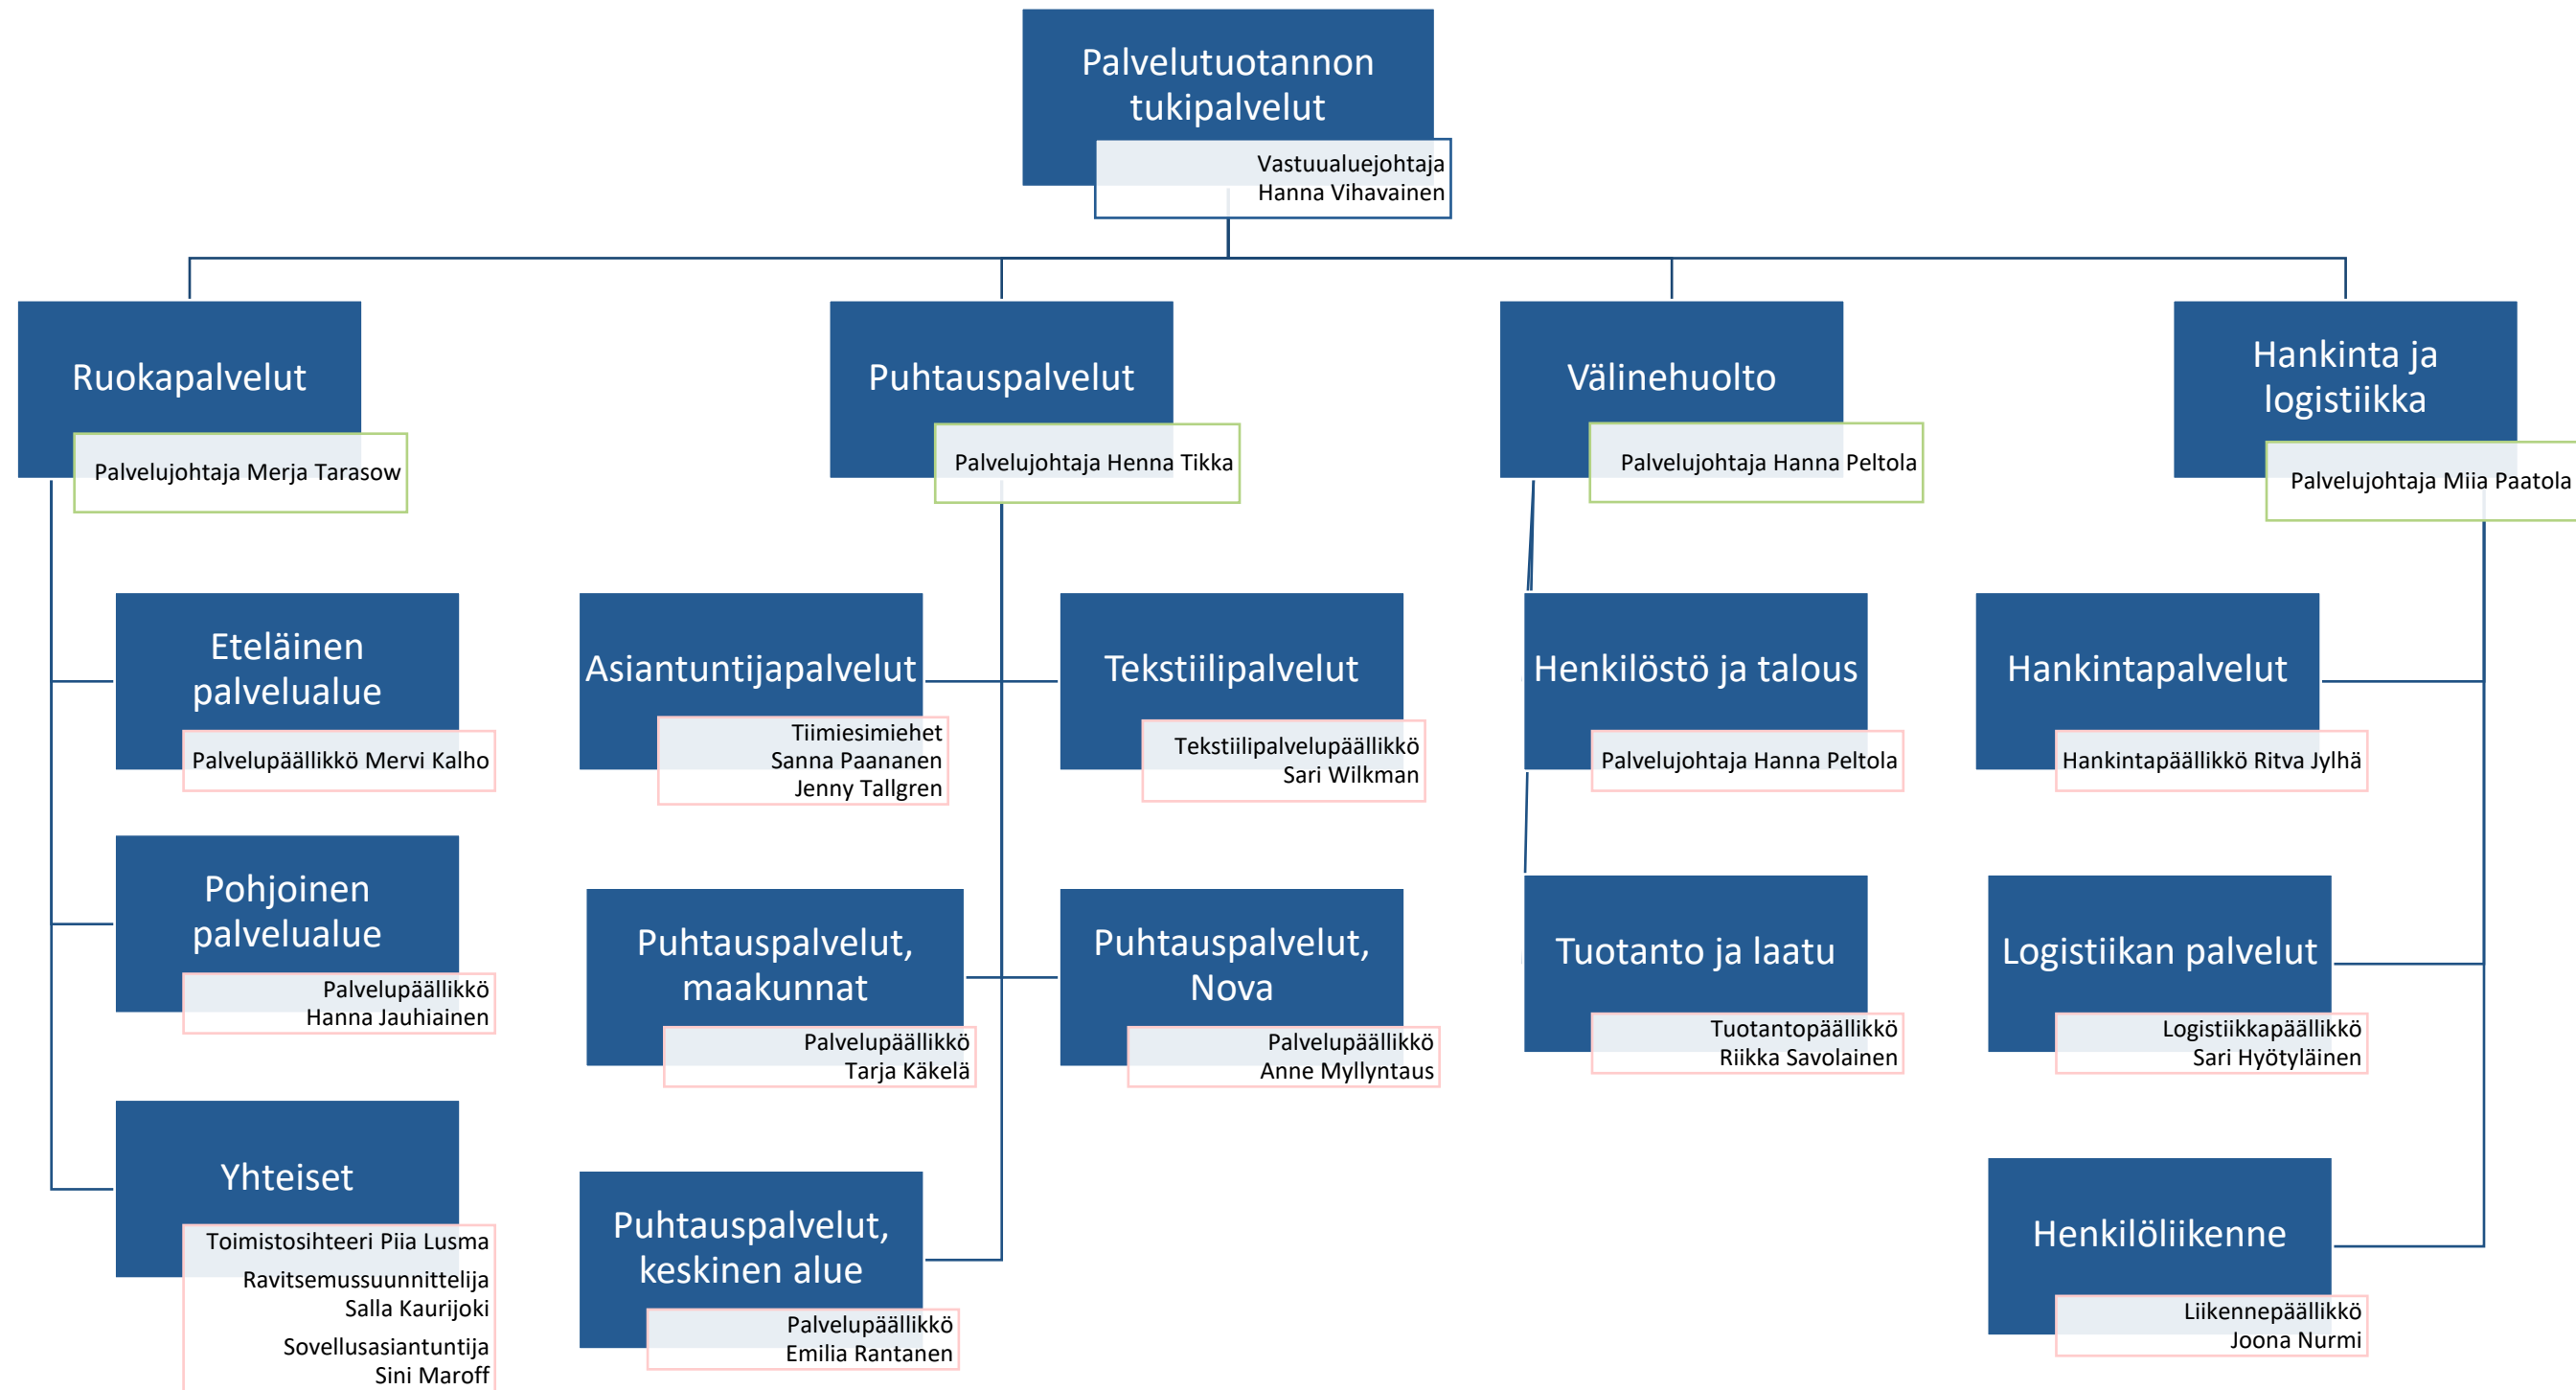 Palvelutuotannon
tukipalvelut
Vastuualuejohtaja
Hanna Vihavainen
Ruokapalvelut
Palvelujohtaja Merja Tarasow
Puhtauspalvelut
Palvelujohtaja Henna Tikka
Välinehuolto
Palvelujohtaja Hanna Peltola
Hankinta ja
logistiikka
Palvelujohtaja Miia Paatola
Eteläinen
palvelualue
Palvelupäällikkö Mervi Kalho
Pohjoinen
palvelualue
Palvelupäällikkö
Hanna Jauhiainen
Yhteiset
Toimistosihteeri Piia Lusma
Ravitsemussuunnittelija
Salla Kaurijoki
Sovellusasiantuntija
Sini Maroff
Asiantuntijapalvelut
Tiimiesimiehet
Sanna Paananen
Jenny Tallgren
Tekstiilipalvelut
Tekstiilipalvelupäällikkö
Sari Wilkman
Puhtauspalvelut,
maakunnat
Palvelupäällikkö
Tarja Käkelä
Puhtauspalvelut,
Nova
Palvelupäällikkö
Anne Myllyntaus
Puhtauspalvelut,
keskinen alue
Palvelupäällikkö
Emilia Rantanen
Henkilöstö ja talous
Palvelujohtaja Hanna Peltola
Tuotanto ja laatu
Tuotantopäällikkö
Riikka Savolainen
Hankintapalvelut
Hankintapäällikkö Ritva Jylhä
Logistiikan palvelut
Logistiikkapäällikkö
Sari Hyötyläinen
Henkilöliikenne
Liikennepäällikkö
Joona Nurmi